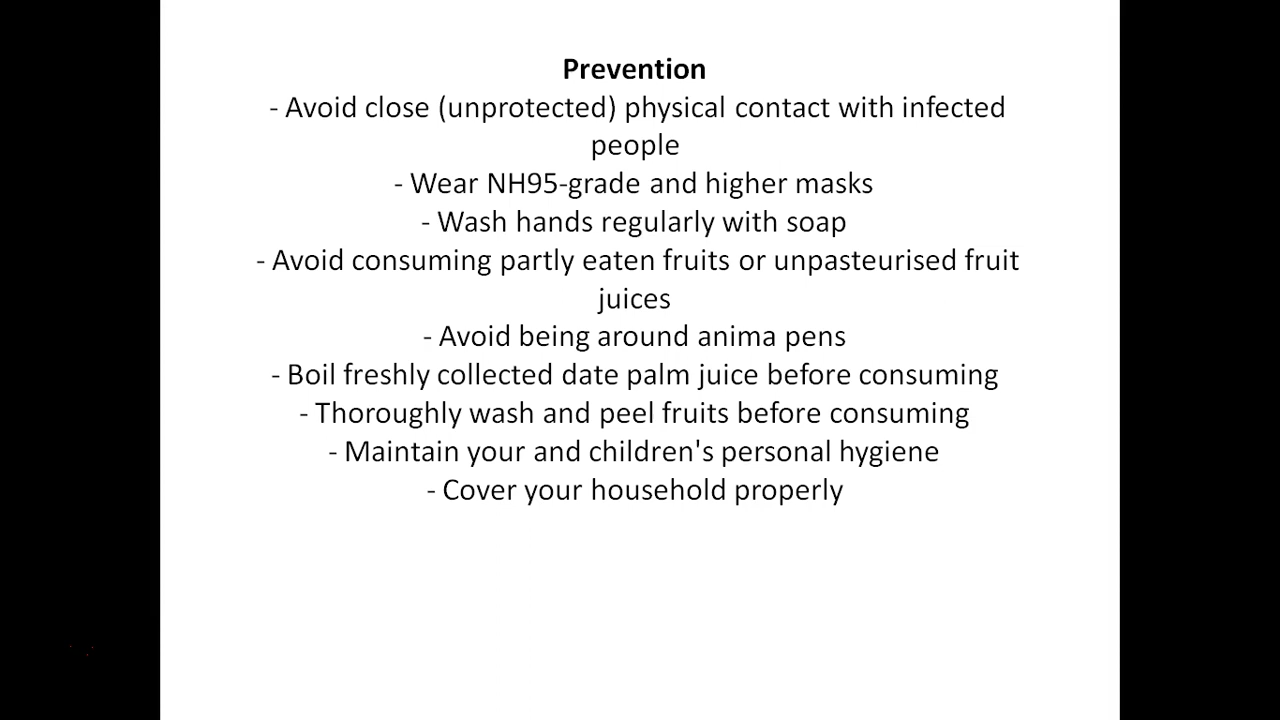 Prevention
- Avoid close (unprotected) physical contact with infected
people
- Wear NH95-grade and higher masks
- Wash hands regularly with soap
- Avoid consuming partly eaten fruits or unpasteurised fruit
juices
- Avoid being around anima pens
- Boil freshly collected date palm juice before consuming
- Thoroughly wash and peel fruits before consuming
- Maintain your and children's personal hygiene
- Cover your household properly